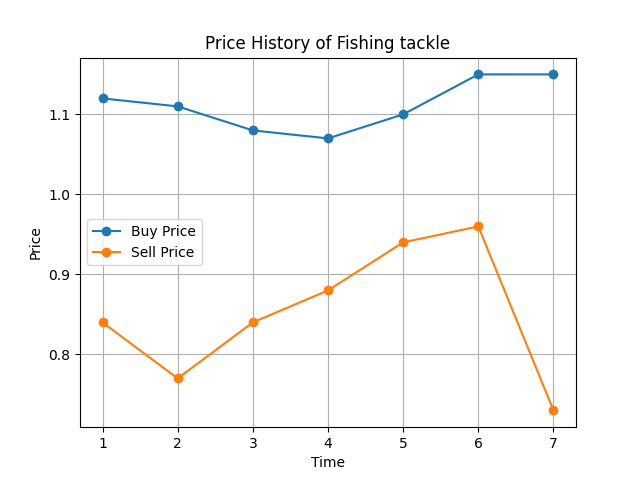 Price History of Fishing tackle
Price
1.1
1.0
0.9
0.8
Buy Price
Sell Price
1 2 3 4 5 6 7
Time